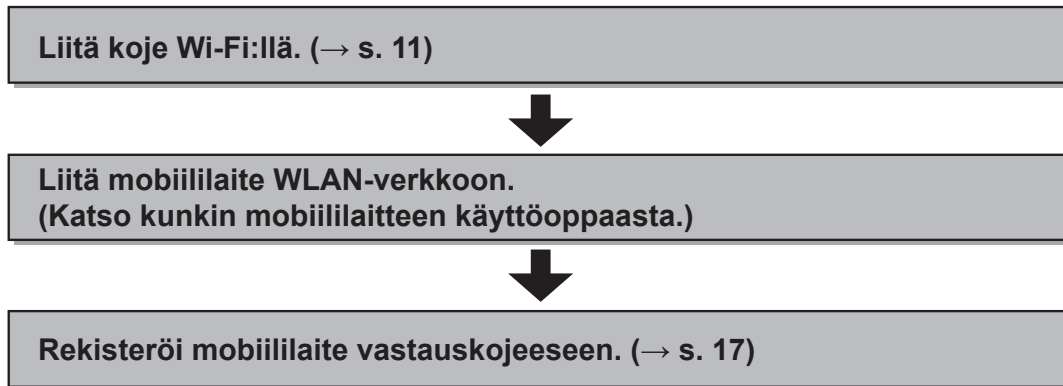 Liitä koje Wi-Fi:llä. (→ s. 11)
Liitä mobiililaite WLAN-verkkoon.
(Katso kunkin mobiililaitteen käyttöoppaasta.)
Rekisteröi mobiililaite vastauskojeeseen. (→ s. 17)